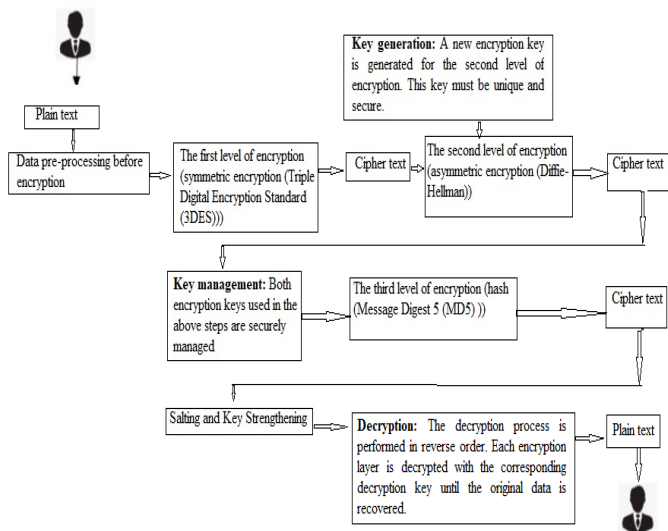 Key generation: A new encryption key
is generated for the second level of
encryption. This key must be unique and
secure.
Plain text
Data pre-processing before
encryption
The first level of encryption
(symmetric encryption (Triple
Digital Encryption Standard
(3DES)))
Cipher text
The second level of encryption
(asymmetric encryption (Diffie-
Hellman))
Cipher text
Key management: Both
encryption keys used in the
above steps are securely
managed
The third level of encryption (hash
(Message Digest 5 (MD5) ))
Cipher text
Salting and Key Strengthening
Decryption: The decryption process is
performed in reverse order. Each encryption
layer is decrypted with the corresponding
decryption key until the original data is
recovered.
Plain text